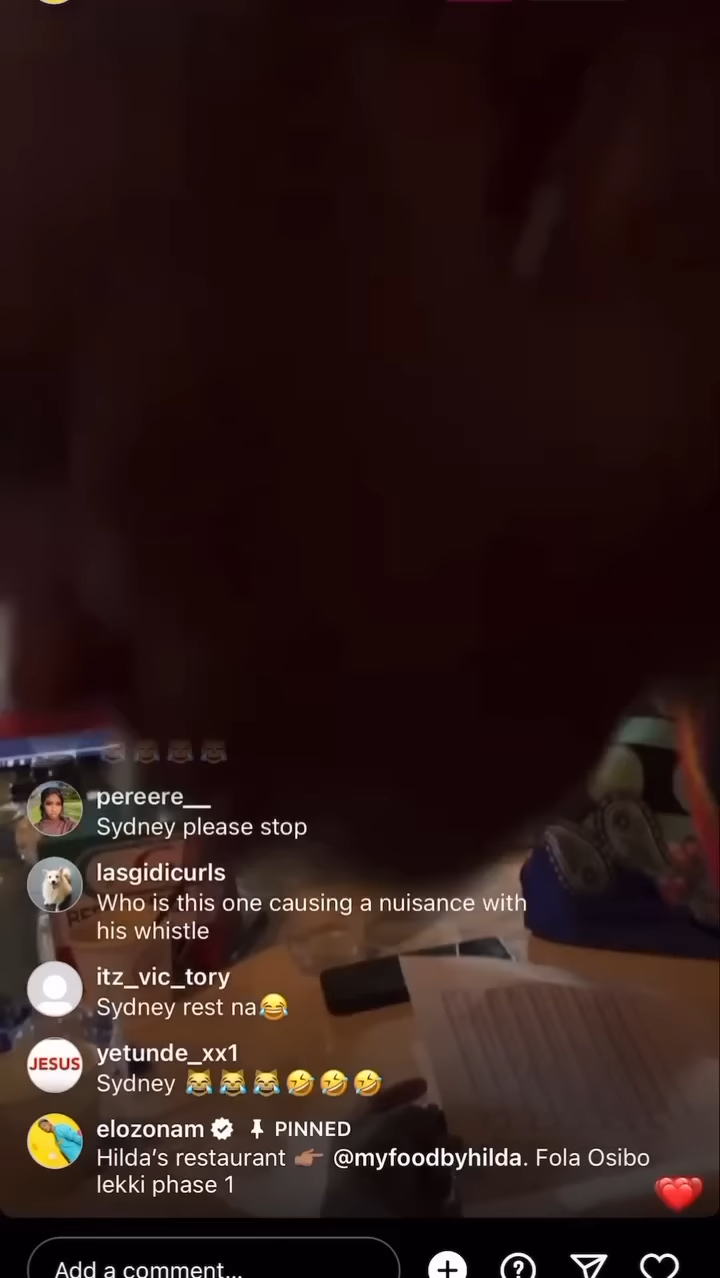 pereere__
Sydney please stop
lasgidicurls
Who is this one causing a nuisance with
his whistle
itz_vic_tory
Sydney rest na😂
yetunde_xx1
JESUS
Sydney 😹😹😹🤣🤣🤣
elozonam PINNED
Hilda’s restaurant 👉🏽 @myfoodbyhilda. Fola Osibo
lekki phase 1
Add a comment...